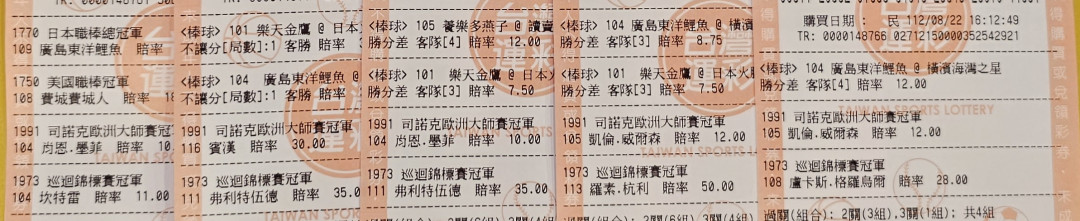 1770 日本職棒總冠軍
109 廣島東洋鯉魚 賠率
1750 美國職棒冠軍
108 費城費城人 賠率
1991 司諾克歐洲大師賽冠軍
104 肖恩.墨菲 賠率 10.
1973 巡迴錦標賽冠軍
104 坎特雷 賠率 11.00
<棒球> 101 樂天金鷹 @ 日本
不讓分[局數]:1 客勝 賠率
<棒球> 104 廣島東洋鯉魚 @
不讓分[局數]:1 客勝 賠率
1991 司諾克歐洲大師賽冠軍
116 賓漢 賠率 30.00
1973 巡迴錦標賽冠軍
111 弗利特伍德 賠率 35.0
<棒球> 105 養樂多燕子 @ 讀賣
勝分差 客隊[4] 賠率 12.00
<棒球> 101 樂天金鷹 @ 日本火
勝分差 客隊[3] 賠率 7.50
1991 司諾克歐洲大師賽冠軍
104 肖恩.墨菲 賠率 10.00
1973 巡迴錦標賽冠軍
111 弗利特伍德 賠率 35.00
<棒球> 104 廣島東洋鯉魚 @ 橫濱
勝分差 客隊[3] 賠率 8.75
<棒球> 101 樂天金鷹 @ 日本火
勝分差 客隊[3] 賠率 7.50
1991 司諾克歐洲大師賽冠軍
105 凱倫.威爾森 賠率 12.00
1973 巡迴錦標賽冠軍
113 羅素.杭利 賠率 50.00
購買日期 : 民 112/08/22 16:12:49
TR: 0000148766 02712150000352542921
<棒球> 104 廣島東洋鯉魚 @ 橫濱海灣之星
勝分差 客隊[4] 賠率 12.00
TAIWAN SPORTS LOTTERY
1991 司諾克歐洲大師賽冠軍
105 凱倫.威爾森 賠率 12.00
1973 巡迴錦標賽冠軍
108 盧卡斯.格羅烏爾 賠率 28.00
過關(組合): 2關(3組),3關(1組); 共4組